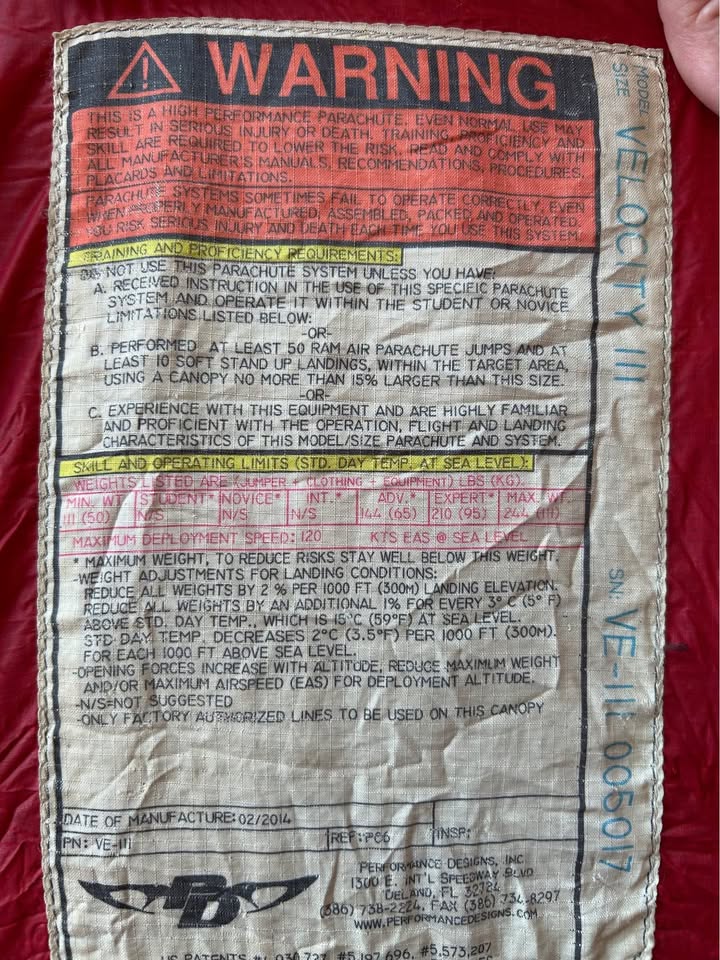 WARNING
THIS IS A HIGH PERFORMANCE PARACHUTE. EVEN NORMAL USE MAY
RESULT IN SERIOUS INJURY OR DEATH. TRAINING, PROFICIENCY AND
SKILL ARE REQUIRED TO LOWER THE RISK. READ AND COMPLY WITH
ALL MANUFACTURER'S MANUALS, RECOMMENDATIONS, PROCEDURES,
PLACARDS AND LIMITATIONS.
PARACHUTE SYSTEMS SOMETIMES FAIL TO OPERATE CORRECTLY, EVEN
WHEN PROPERLY MANUFACTURED, ASSEMBLED, PACKED AND OPERATED.
YOU RISK SERIOUS INJURY AND DEATH EACH TIME YOU USE THIS SYSTEM.
TRAINING AND PROFICIENCY REQUIREMENTS:
DO NOT USE THIS PARACHUTE SYSTEM UNLESS YOU HAVE:
A. RECEIVED INSTRUCTION IN THE USE OF THIS SPECIFIC PARACHUTE
SYSTEM AND OPERATE IT WITHIN THE STUDENT OR NOVICE
LIMITATIONS LISTED BELOW:
-OR-
B. PERFORMED AT LEAST 50 RAM AIR PARACHUTE JUMPS AND AT
LEAST 10 SOFT STAND UP LANDINGS, WITHIN THE TARGET AREA,
USING A CANOPY NO MORE THAN 15% LARGER THAN THIS SIZE.
-OR-
C. EXPERIENCE WITH THIS EQUIPMENT AND ARE HIGHLY FAMILIAR
AND PROFICIENT WITH THE OPERATION, FLIGHT AND LANDING
CHARACTERISTICS OF THIS MODEL/SIZE PARACHUTE AND SYSTEM.
SKILL AND OPERATING LIMITS (STD. DAY TEMP. AT SEA LEVEL):
WEIGHTS LISTED ARE (JUMPER + CLOTHING + EQUIPMENT) LBS (KG).
MIN. WT. STUDENT* NOVICE* INT.* ADV.* EXPERT* MAX. WT.
111 (50) N/S N/S N/S 144 (65) 210 (95) 244 (111)
MAXIMUM DEPLOYMENT SPEED: 120 KTS EAS @ SEA LEVEL
* MAXIMUM WEIGHT, TO REDUCE RISKS STAY WELL BELOW THIS WEIGHT.
-WEIGHT ADJUSTMENTS FOR LANDING CONDITIONS:
REDUCE ALL WEIGHTS BY 2 % PER 1000 FT (300M) LANDING ELEVATION.
REDUCE ALL WEIGHTS BY AN ADDITIONAL 1% FOR EVERY 3°C (5°F)
ABOVE STD. DAY TEMP., WHICH IS 15°C (59°F) AT SEA LEVEL.
STD DAY TEMP. DECREASES 2°C (3.5°F) PER 1000 FT (300M).
FOR EACH 1000 FT ABOVE SEA LEVEL.
-OPENING FORCES INCREASE WITH ALTITUDE, REDUCE MAXIMUM WEIGHT
AND/OR MAXIMUM AIRSPEED (EAS) FOR DEPLOYMENT ALTITUDE.
-N/S=NOT SUGGESTED
-ONLY FACTORY AUTHORIZED LINES TO BE USED ON THIS CANOPY
DATE OF MANUFACTURE: 02/2014
PN: VE-111 REF: PC6 INSP:
PD
PERFORMANCE DESIGNS, INC
1300 E. INT'L SPEEDWAY BLVD
DELAND, FL 32724
(386) 738-2224, FAX (386) 734-8297
WWW.PERFORMANCEDESIGNS.COM
US PATENTS 030,727, #5,197,696, #5,573,207
MODEL VELOCITY 111
SIZE
SN: VE-111 005017